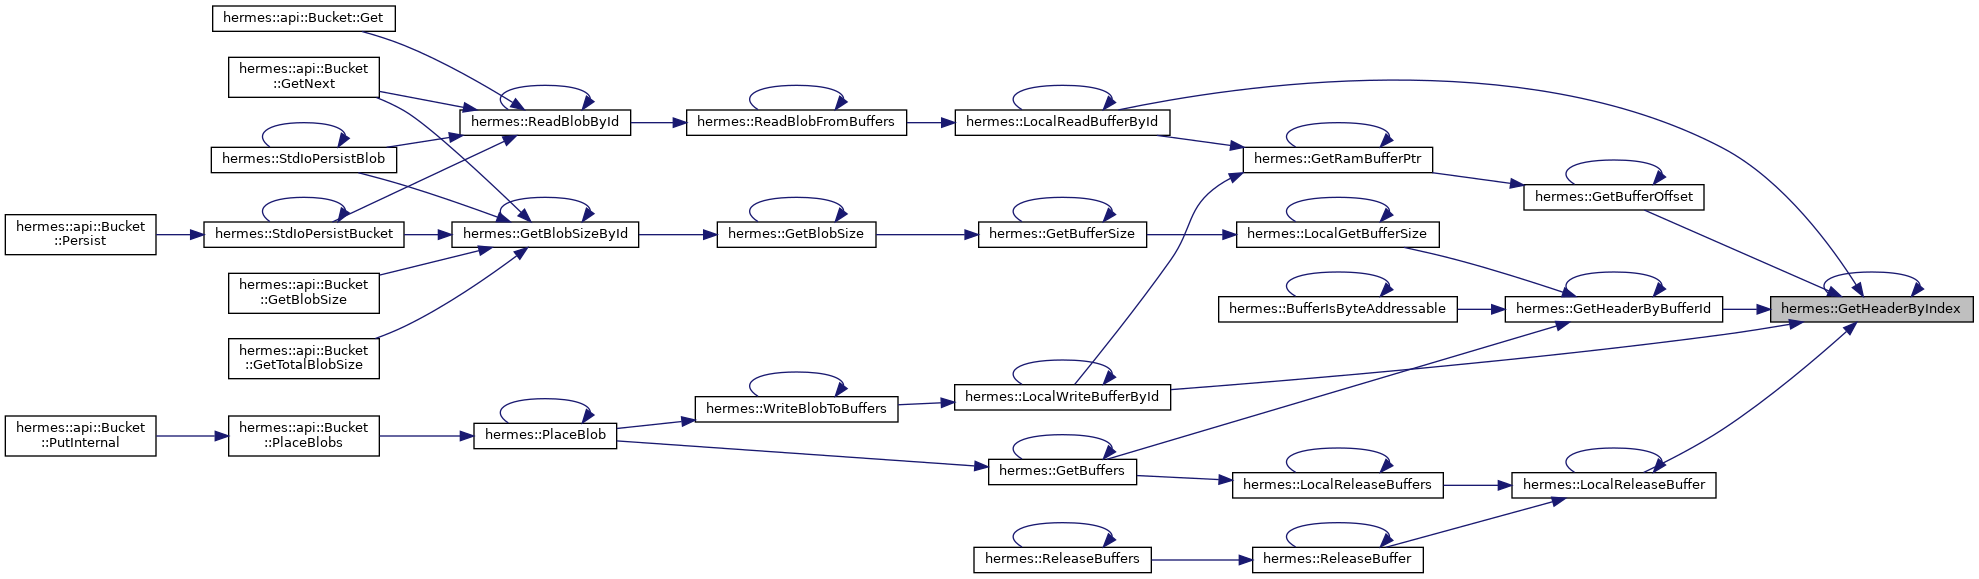 hermes::api::Bucket::Get
hermes::api::Bucket
::GetNext
hermes::ReadBlobById
hermes::ReadBlobFromBuffers
hermes::LocalReadBufferById
hermes::StdIoPersistBlob
hermes::GetRamBufferPtr
hermes::GetBufferOffset
hermes::api::Bucket
::Persist
hermes::StdIoPersistBucket
hermes::GetBlobSizeById
hermes::GetBlobSize
hermes::GetBufferSize
hermes::LocalGetBufferSize
hermes::api::Bucket
::GetBlobSize
hermes::BufferIsByteAddressable
hermes::GetHeaderByBufferId
hermes::GetHeaderByIndex
hermes::api::Bucket
::GetTotalBlobSize
hermes::LocalWriteBufferById
hermes::WriteBlobToBuffers
hermes::api::Bucket
::PutInternal
hermes::api::Bucket
::PlaceBlobs
hermes::PlaceBlob
hermes::GetBuffers
hermes::LocalReleaseBuffers
hermes::LocalReleaseBuffer
hermes::ReleaseBuffers
hermes::ReleaseBuffer